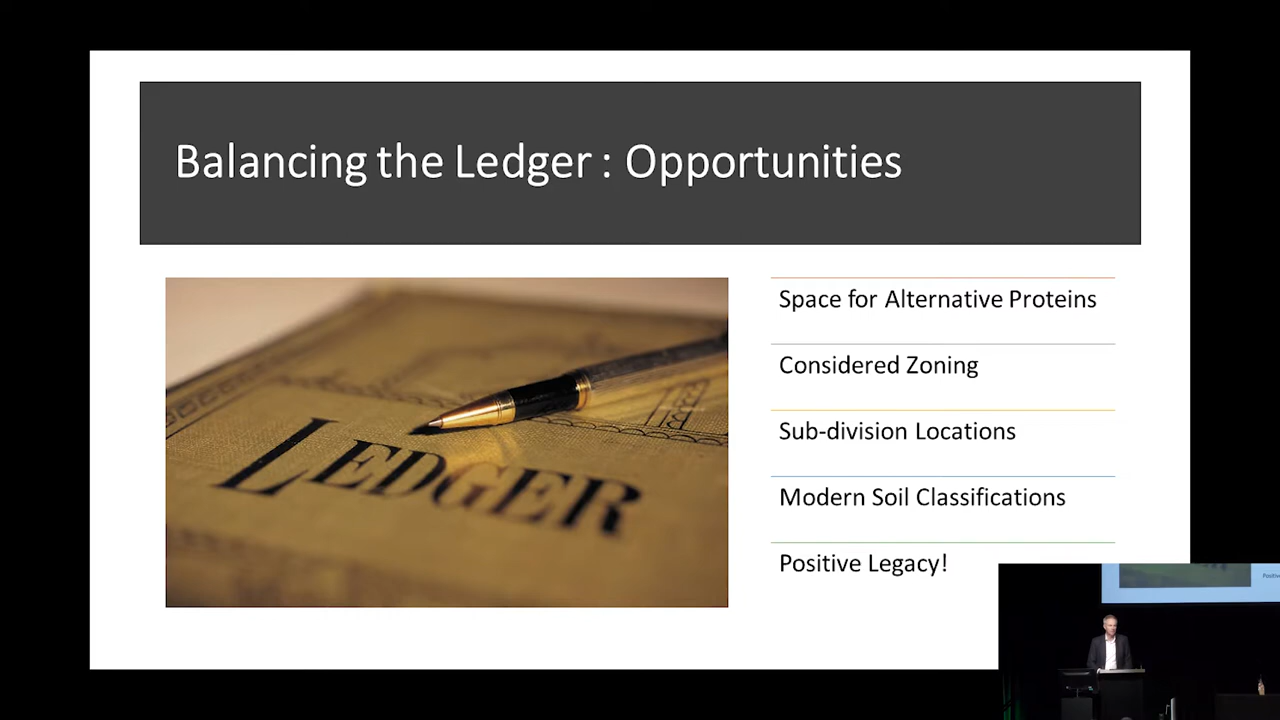 Balancing the Ledger : Opportunities
LEDGER
Space for Alternative Proteins
Considered Zoning
Sub-division Locations
Modern Soil Classifications
Positive Legacy!
Positive